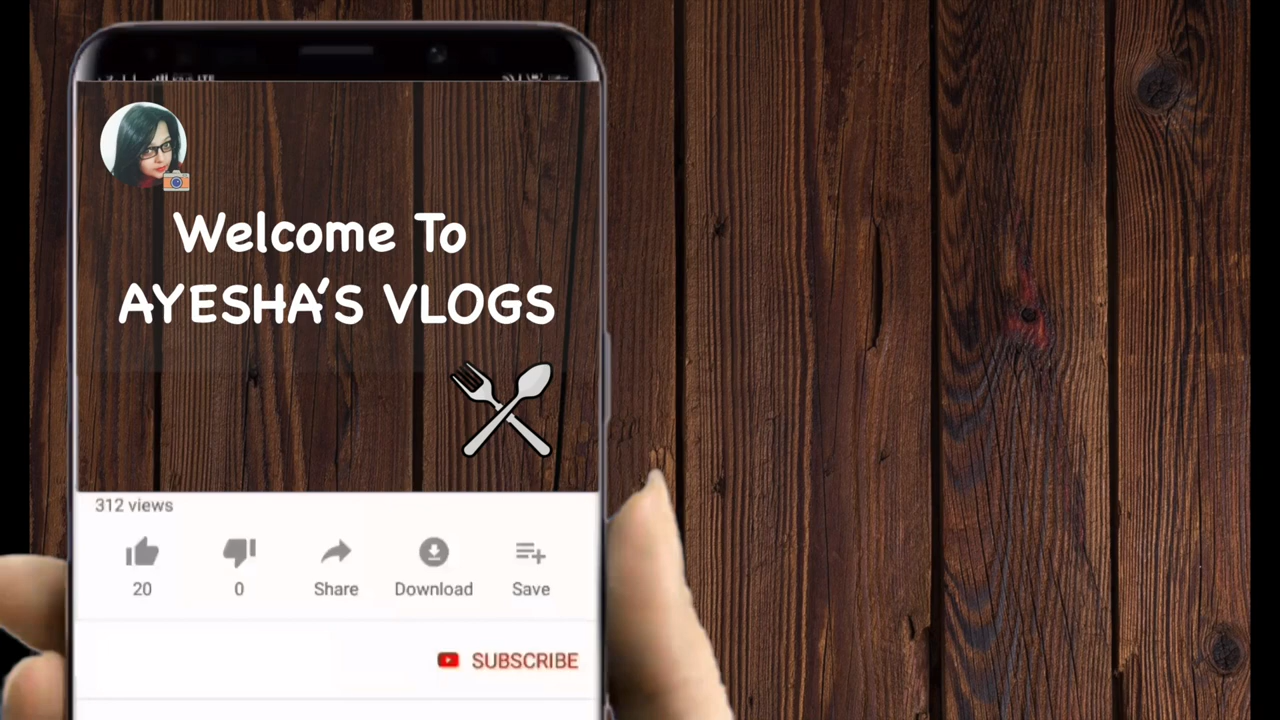 Welcome To
AYESHA'S VLOGS
312 views
20
0
Share
Download
Save
SUBSCRIBE